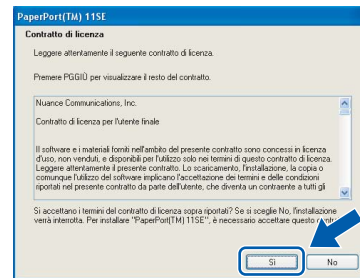 PaperPort(TM) 11SE
Contratto di licenza
Leggere attentamente il seguente contratto di licenza.
Premere PGGIÙ per visualizzare il resto del contratto.
Nuance Communications, Inc.
Contratto di licenza per l'utente finale
Il software e i materiali forniti nell'ambito del presente contratto sono concessi in licenza
d'uso, non venduti, e disponibili per l'utilizzo solo nei termini di questo contratto di licenza.
Leggere attentamente il presente contratto. Lo scaricamento, l'installazione, la copia o
comunque l'utilizzo del software implicano l'accettazione dei termini e delle condizioni
riportati nel presente contratto da parte dell'utente, che diventa un contraente a tutti gli
Si accettano i termini del contratto di licenza sopra riportati? Se si sceglie No, l'installazione
verrà interrotta. Per installare "PaperPort(TM) 11SE", è necessario accettare questo
Sì
No